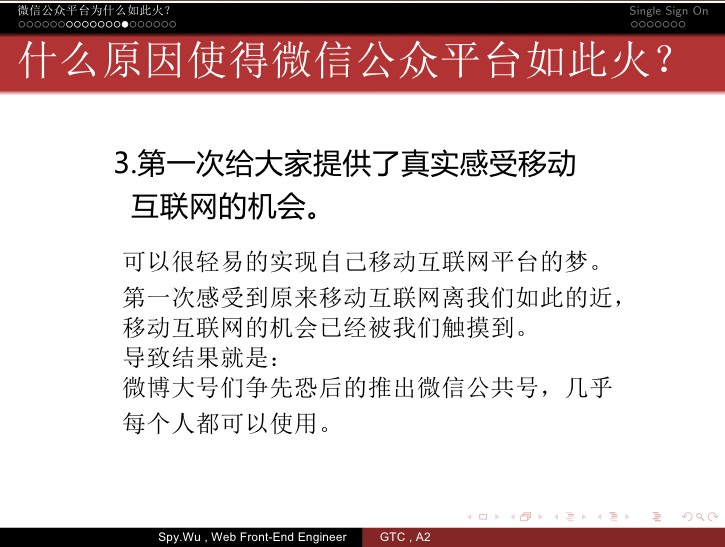 微信公众平台为什么如此火?
Single Sign On
什么原因使得微信公众平台如此火?
3.第一次给大家提供了真实感受移动
互联网的机会。
可以很轻易的实现自己移动互联网平台的梦。
第一次感受到原来移动互联网离我们如此的近，
移动互联网的机会已经被我们触摸到。
导致结果就是：
微博大号们争先恐后的推出微信公共号，几乎
每个人都可以使用。
Spy.Wu , Web Front-End Engineer
GTC , A2